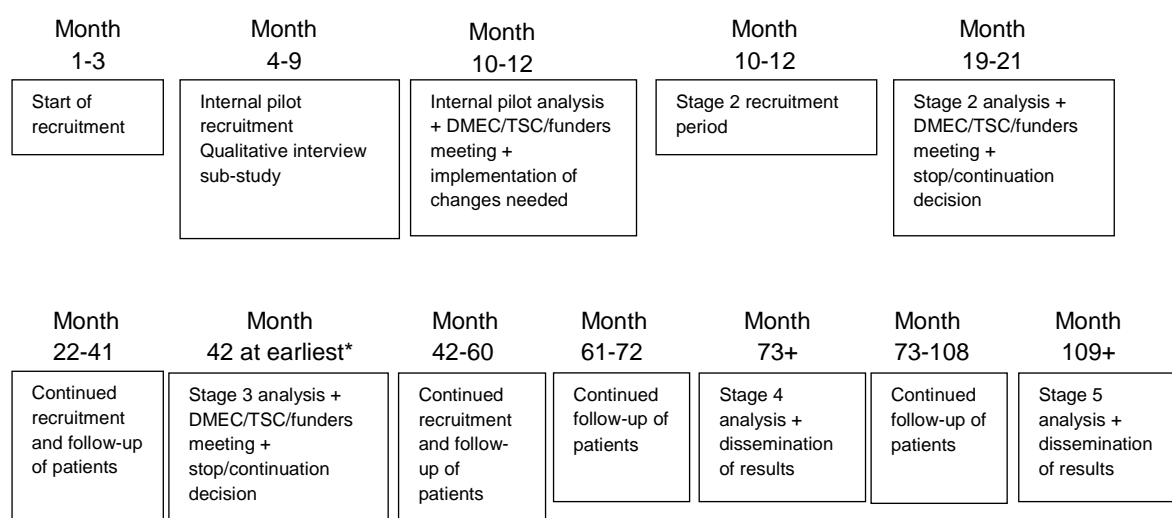 Month
1-3
Start of
recruitment
Month
4-9
Internal pilot
recruitment
Qualitative interview
sub-study
Month
10-12
Internal pilot analysis
+ DMEC/TSC/funders
meeting +
implementation of
changes needed
Month
10-12
Stage 2 recruitment
period
Month
19-21
Stage 2 analysis +
DMEC/TSC/funders
meeting +
stop/continuation
decision
Month
22-41
Continued
recruitment
and follow-up
of patients
Month
42 at earliest*
Stage 3 analysis +
DMEC/TSC/funders
meeting +
stop/continuation
decision
Month
42-60
Continued
recruitment
and follow-
up of
patients
Month
61-72
Continued
follow-up of
patients
Month
73+
Stage 4
analysis +
dissemination
of results
Month
73-108
Continued
follow-up of
patients
Month
109+
Stage 5
analysis +
dissemination
of results